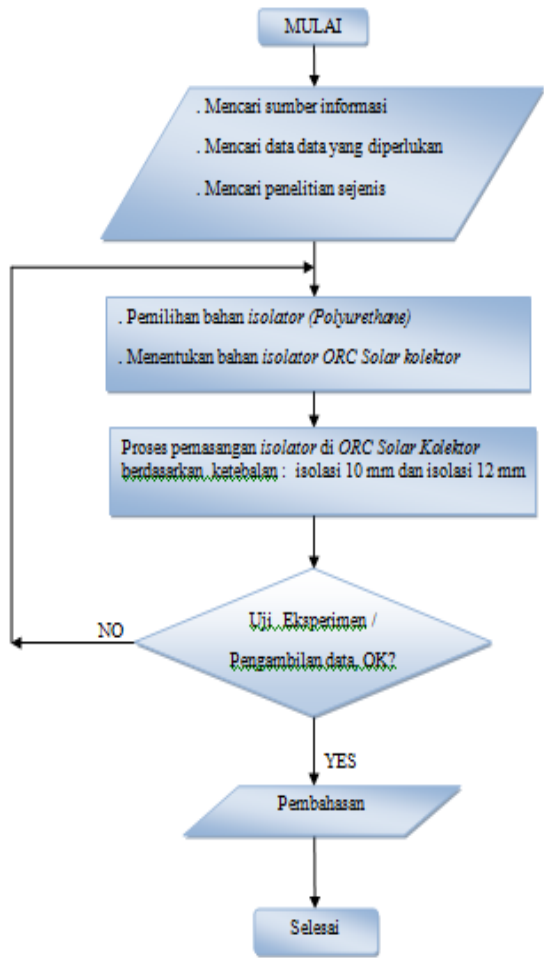 MULAI
. Mencari sumber informasi
. Mencari data data yang diperlukan
. Mencari penelitian sejenis
. Pemilihan bahan isolator (Polyurethane)
. Menentukan bahan isolator ORC Solar kolektor
Proses pemasangan isolator di ORC Solar Kolektor
berdasarkan ketebalan : isolasi 10 mm dan isolasi 12 mm
Uji Eksperimen /
Pengambilan data, OK?
NO
YES
Pembahasan
Selesai